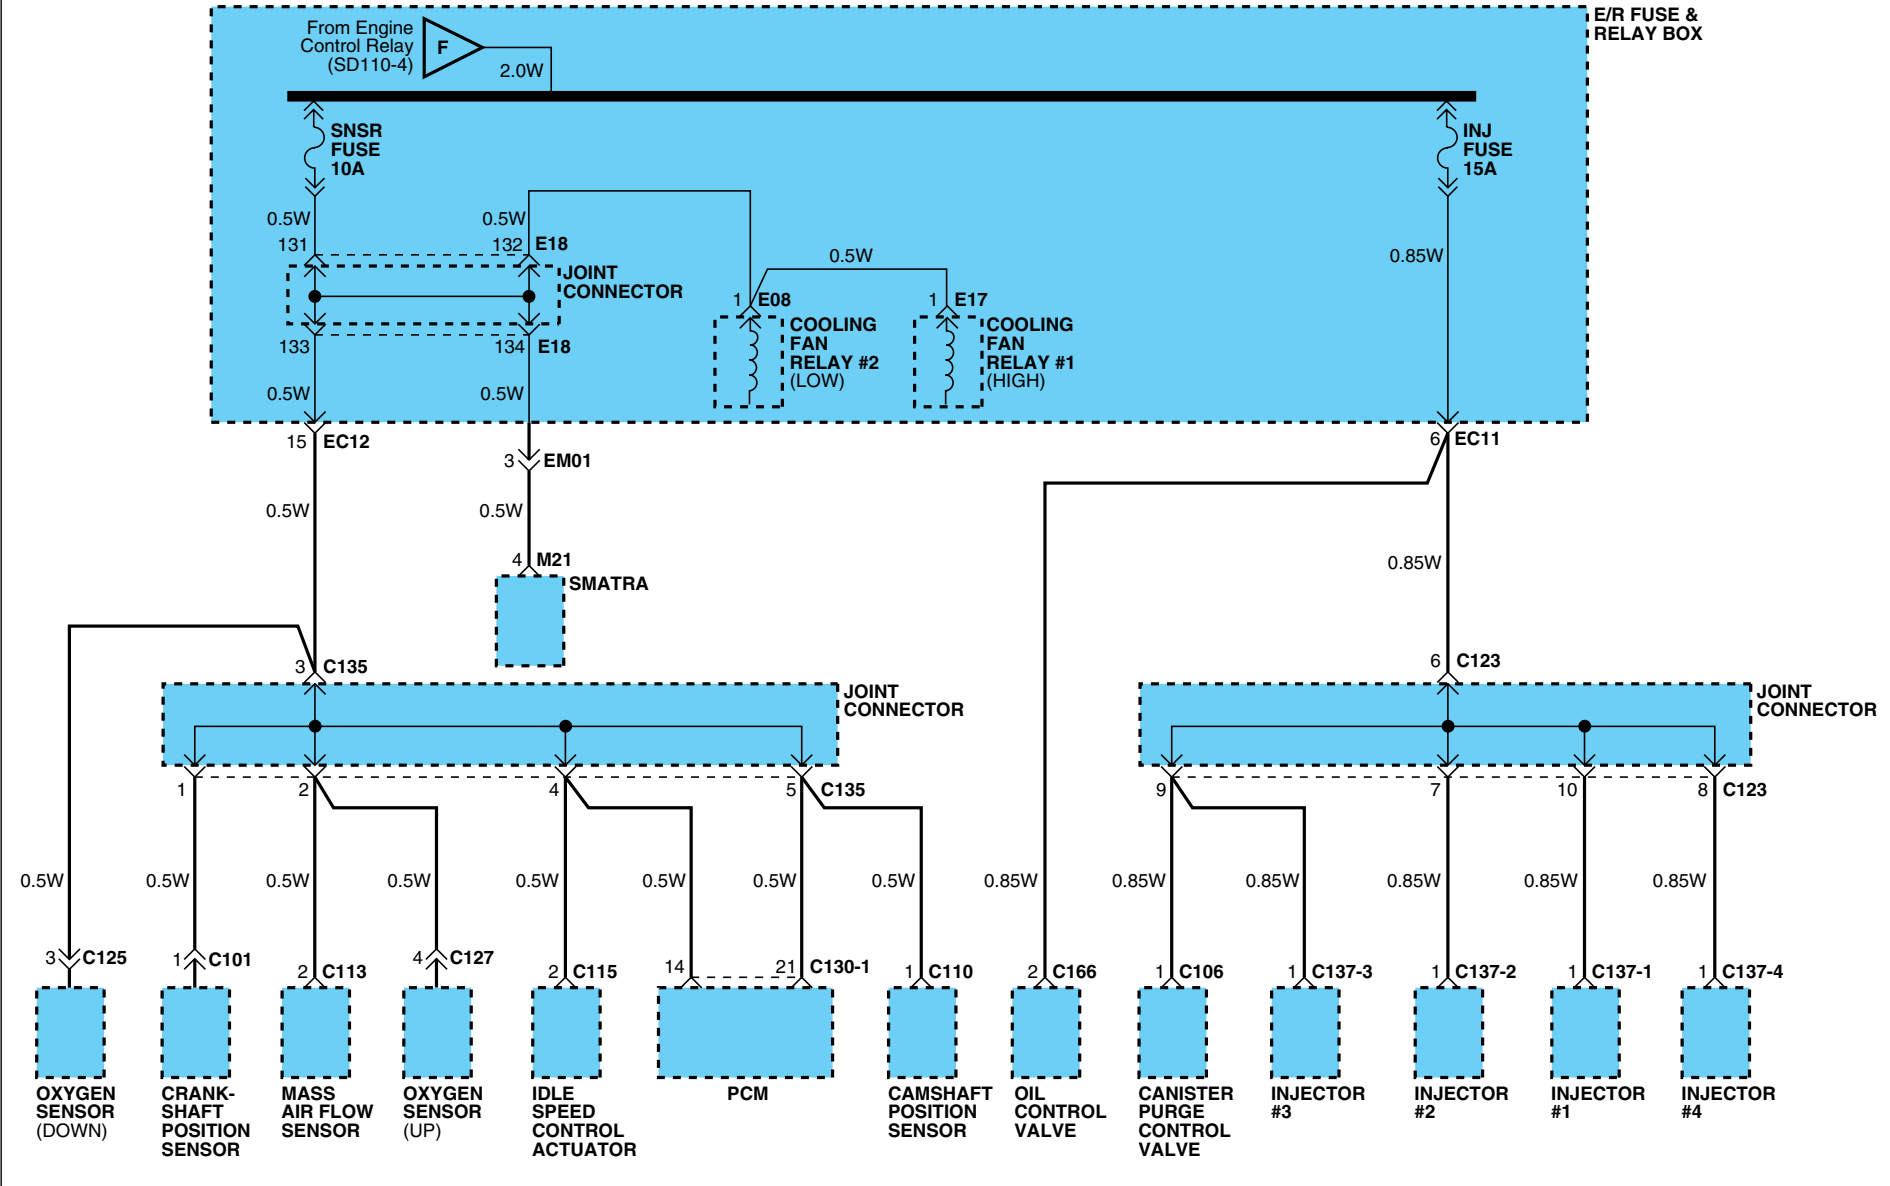 E/R FUSE &
RELAY BOX
From Engine
Control Relay
(SD110-4)
F
2.0W
SNSR
FUSE
10A
INJ
FUSE
15A
0.5W
0.5W
131
132 E18
0.5W
0.85W
JOINT
CONNECTOR
1 E08
1 E17
133
134 E18
COOLING
FAN
RELAY #2
(LOW)
COOLING
FAN
RELAY #1
(HIGH)
0.5W
0.5W
15 EC12
3 EM01
6 EC11
0.5W
0.5W
4 M21
SMATRA
0.85W
3 C135
6 C123
JOINT
CONNECTOR
JOINT
CONNECTOR
1
2
4
5 C135
9
7
10
8 C123
0.5W
0.5W
0.5W
0.5W
0.5W
0.5W
0.5W
0.5W
0.85W
0.85W
0.85W
0.85W
0.85W
0.85W
3 C125
1 C101
2 C113
4 C127
2 C115
14
21 C130-1
1 C110
2 C166
1 C106
1 C137-3
1 C137-2
1 C137-1
1 C137-4
OXYGEN
SENSOR
(DOWN)
CRANK-
SHAFT
POSITION
SENSOR
MASS
AIR FLOW
SENSOR
OXYGEN
SENSOR
(UP)
IDLE
SPEED
CONTROL
ACTUATOR
PCM
CAMSHAFT
POSITION
SENSOR
OIL
CONTROL
VALVE
CANISTER
PURGE
CONTROL
VALVE
INJECTOR
#3
INJECTOR
#2
INJECTOR
#1
INJECTOR
#4